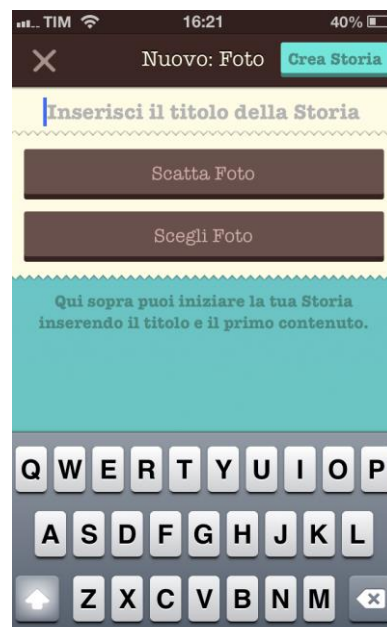 TIM 16:21 40%
Nuovo: Foto Crea Storia
Inserisci il titolo della Storia
Scatta Foto
Scegli Foto
Qui sopra puoi iniziare la tua Storia
inserendo il titolo e il primo contenuto.
Q W E R T Y U I O P
A S D F G H J K L
Z X C V B N M